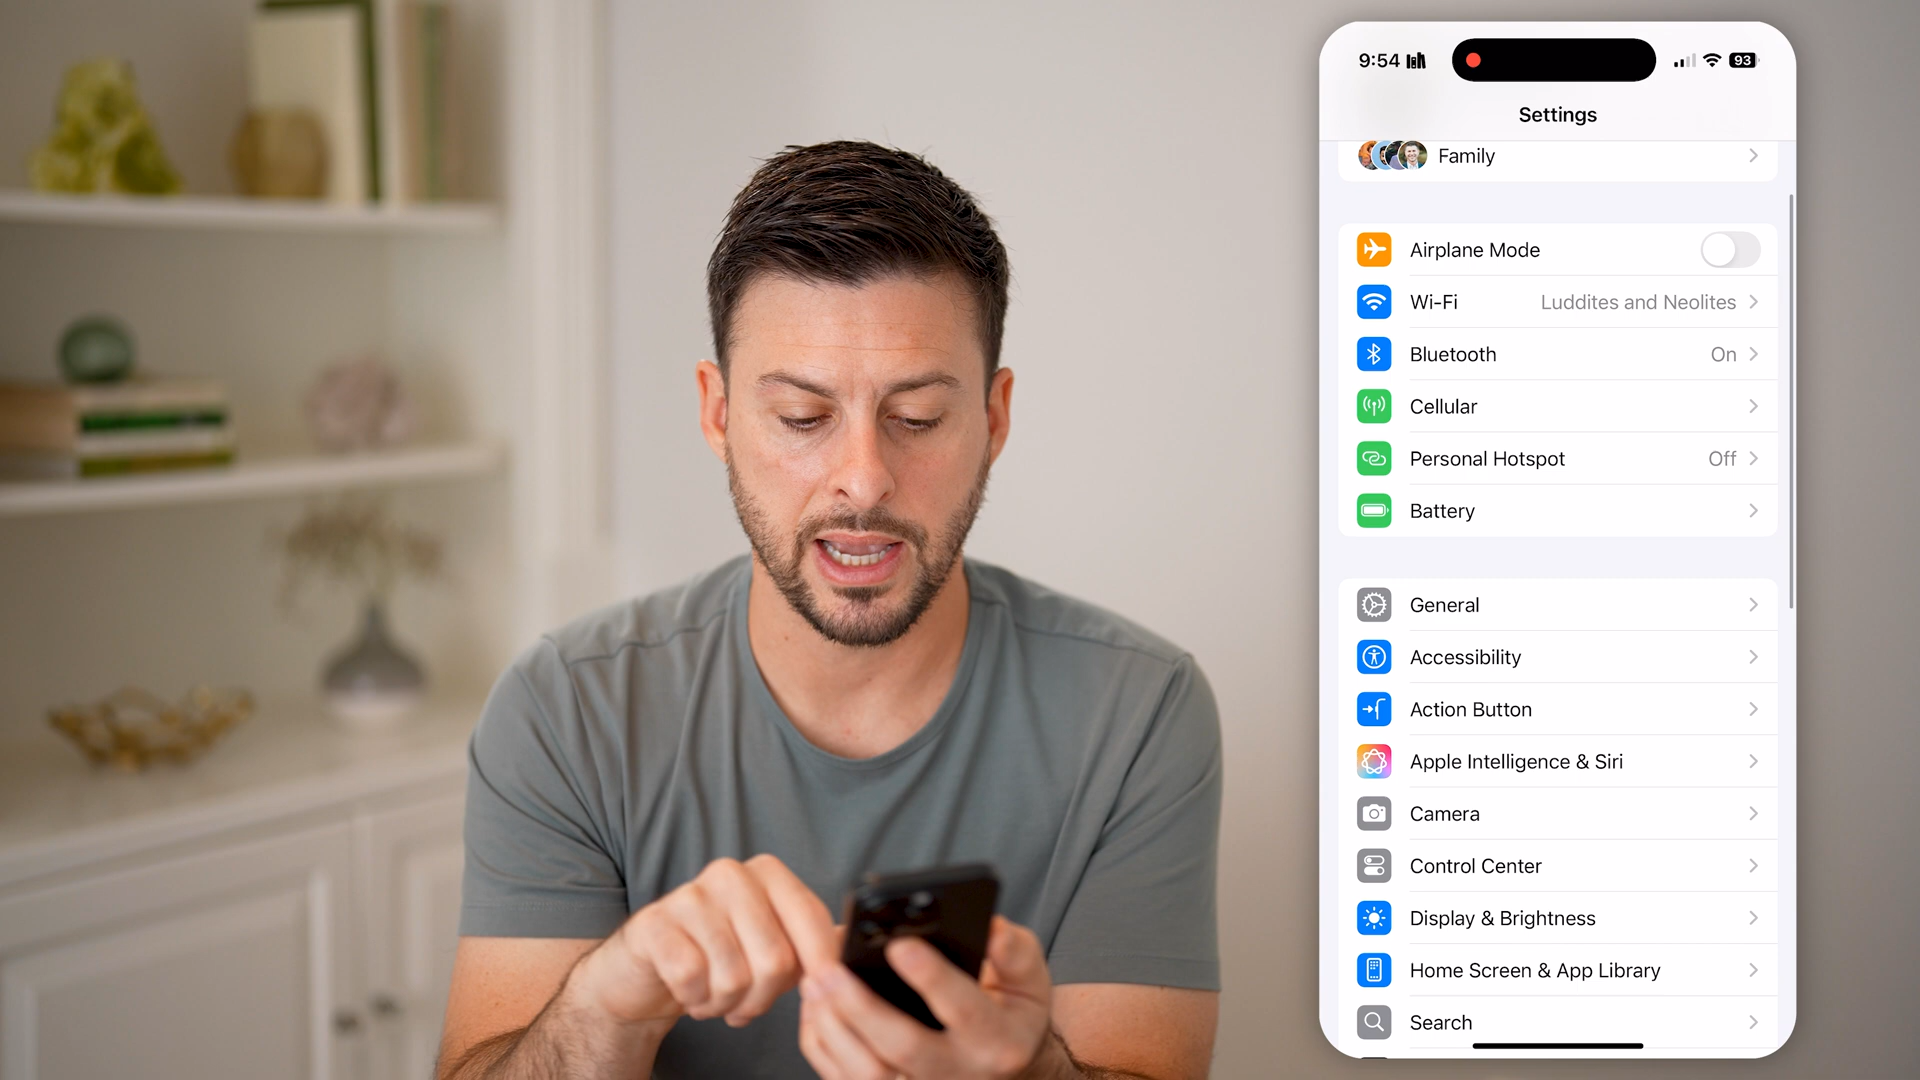 9:54 93
Settings
Family
Airplane Mode
Wi-Fi Luddites and Neolites
Bluetooth On
Cellular
Personal Hotspot Off
Battery
General
Accessibility
Action Button
Apple Intelligence & Siri
Camera
Control Center
Display & Brightness
Home Screen & App Library
Search